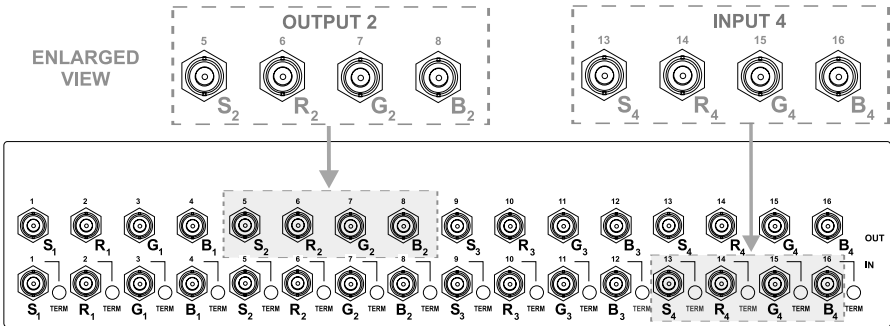 OUTPUT 2
INPUT 4
5 6 7 8
13 14 15 16
ENLARGED
VIEW
S2 R2 G2 B2
S4 R4 G4 B4
1 2 3 4 5 6 7 8 9 10 11 12 13 14 15 16
S1 R1 G1 B1 S2 R2 G2 B2 S3 R3 G3 B3 S4 R4 G4 B4
OUT
IN
1 2 3 4 5 6 7 8 9 10 11 12 13 14 15 16
S1 TERM R1 TERM G1 TERM B1 TERM S2 TERM R2 TERM G2 TERM B2 TERM S3 TERM R3 TERM G3 TERM B3 TERM S4 TERM R4 TERM G4 TERM B4 TERM